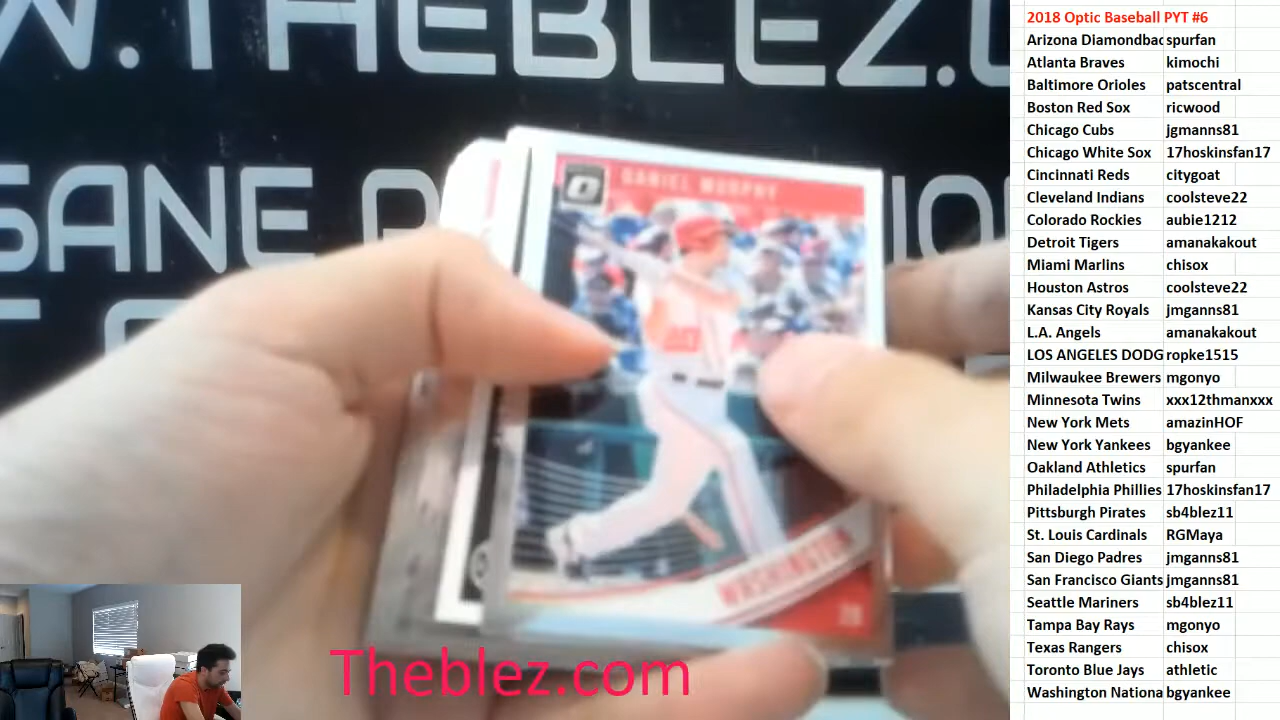 W.THEBLEZ.C
SANE
DANIEL MURPHY
WASHINGTON
Theblez.com
2018 Optic Baseball PYT #6
Arizona Diamondbac spurfan
Atlanta Braves kimochi
Baltimore Orioles patscentral
Boston Red Sox ricwood
Chicago Cubs jgmanns81
Chicago White Sox 17hoskinsfan17
Cincinnati Reds citygoat
Cleveland Indians coolsteve22
Colorado Rockies aubie1212
Detroit Tigers amanakakout
Miami Marlins chisox
Houston Astros coolsteve22
Kansas City Royals jmganns81
L.A. Angels amanakakout
LOS ANGELES DODG ropke1515
Milwaukee Brewers mgonyo
Minnesota Twins xxx12thmanxxx
New York Mets amazinHOF
New York Yankees bgyankee
Oakland Athletics spurfan
Philadelphia Phillies 17hoskinsfan17
Pittsburgh Pirates sb4blez11
St. Louis Cardinals RGMaya
San Diego Padres jmganns81
San Francisco Giants jmganns81
Seattle Mariners sb4blez11
Tampa Bay Rays mgonyo
Texas Rangers chisox
Toronto Blue Jays athletic
Washington Nationa bgyankee